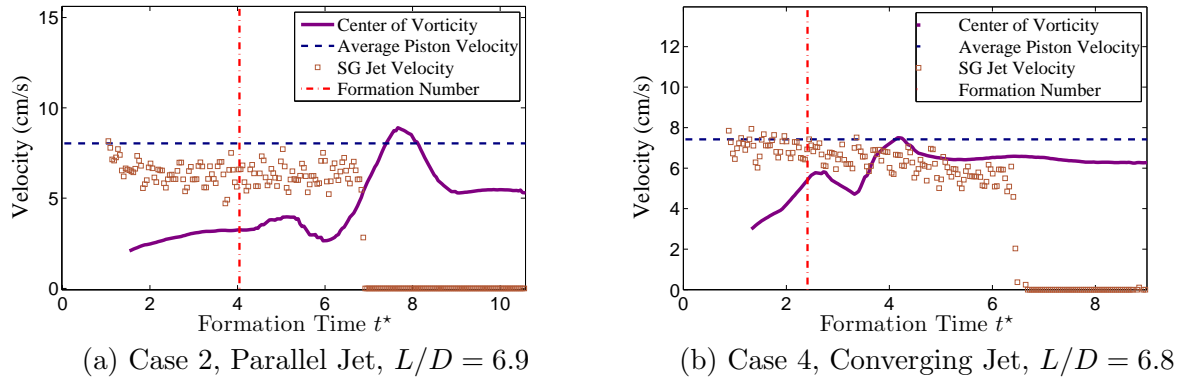 15
10
5
0
0
2
4
6
8
10
Velocity (cm/s)
Formation Time t⋆
Center of Vorticity
Average Piston Velocity
SG Jet Velocity
Formation Number
(a) Case 2, Parallel Jet, L/D = 6.9
14
12
10
8
6
4
2
0
0
2
4
6
8
Velocity (cm/s)
Formation Time t⋆
Center of Vorticity
Average Piston Velocity
SG Jet Velocity
Formation Number
(b) Case 4, Converging Jet, L/D = 6.8